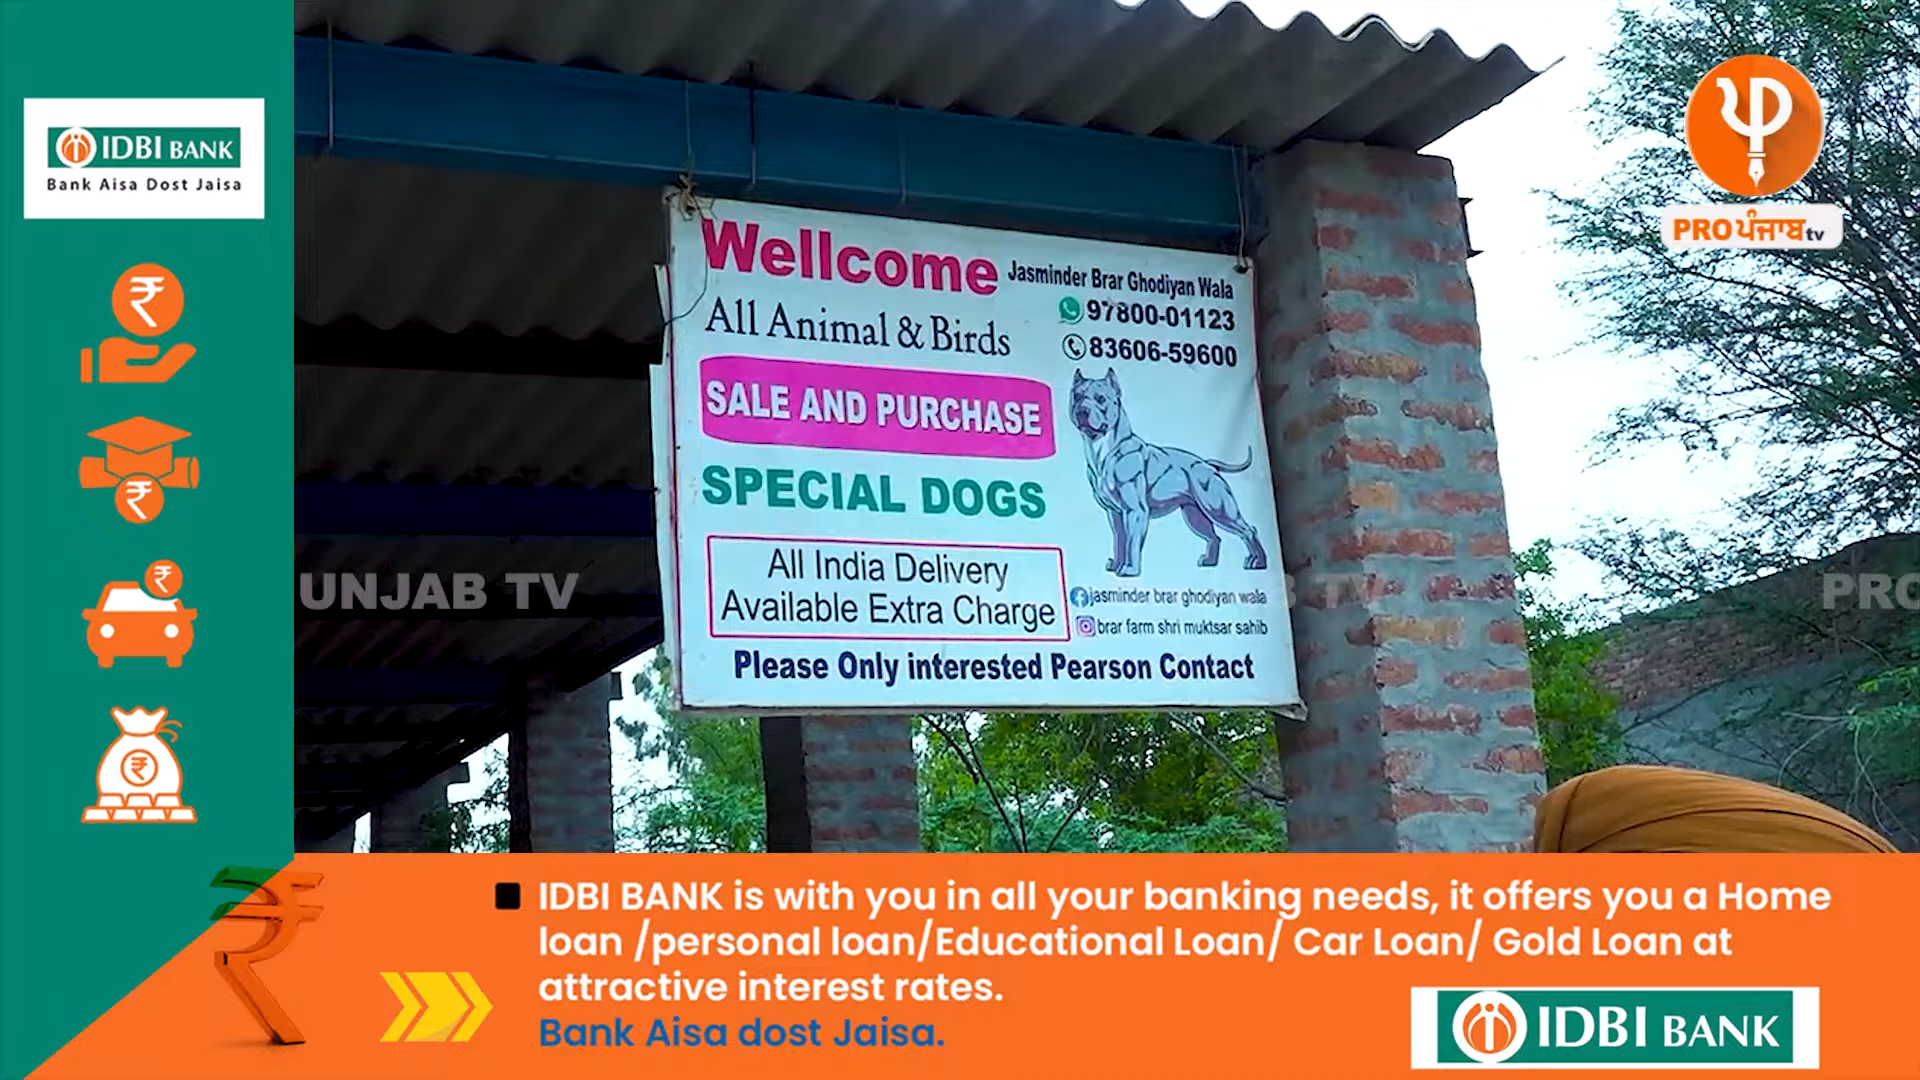 IDBI BANK
Bank Aisa Dost Jaisa
PRO ਪੰਜਾਬ tv
Wellcome
Jasminder Brar Ghodiyan Wala
97800-01123
83606-59600
All Animal & Birds
SALE AND PURCHASE
SPECIAL DOGS
All India Delivery
Available Extra Charge
jasminder brar ghodiyan wala
brar farm shri muktsar sahib
Please Only interested Pearson Contact
UNJAB TV
B TV
PRO
IDBI BANK is with you in all your banking needs, it offers you a Home
loan /personal loan/Educational Loan/ Car Loan/ Gold Loan at
attractive interest rates.
Bank Aisa dost Jaisa.
IDBI BANK